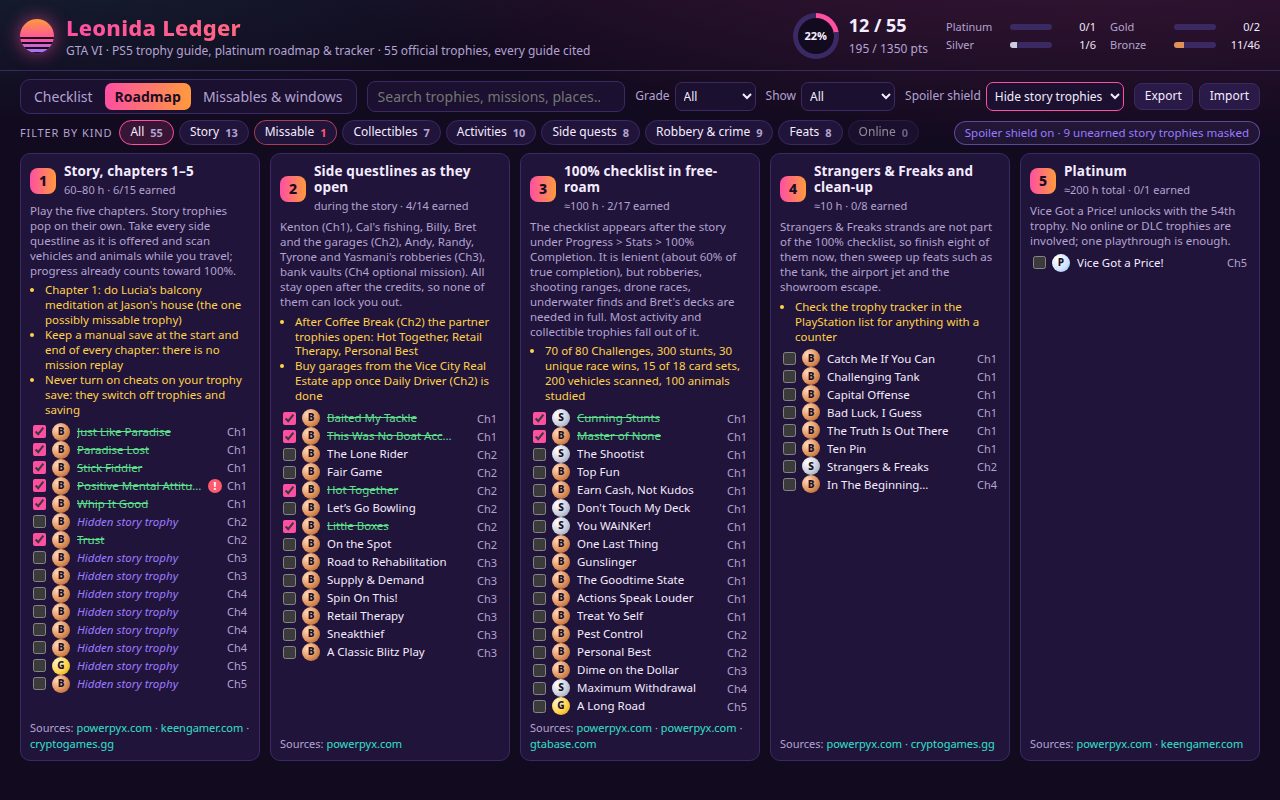 Leonida Ledger
GTA VI · PS5 trophy guide, platinum roadmap & tracker · 55 official trophies, every guide cited
22%
12 / 55
195 / 1350 pts
Platinum 0/1 Gold 0/2
Silver 1/6 Bronze 11/46
Checklist Roadmap Missables & windows
Search trophies, missions, places..
Grade All Show All Spoiler shield Hide story trophies Export Import
FILTER BY KIND All 55 Story 13 Missable 1 Collectibles 7 Activities 10 Side quests 8 Robbery & crime 9 Feats 8 Online 0
Spoiler shield on · 9 unearned story trophies masked
1
Story, chapters 1–5
60–80 h · 6/15 earned
Play the five chapters. Story trophies
pop on their own. Take every side
questline as it is offered and scan
vehicles and animals while you travel;
progress already counts toward 100%.
• Chapter 1: do Lucia's balcony
meditation at Jason's house (the one
possibly missable trophy)
• Keep a manual save at the start and
end of every chapter: there is no
mission replay
• Never turn on cheats on your trophy
save: they switch off trophies and
saving
B Just Like Paradise Ch1
B Paradise Lost Ch1
B Stick Fiddler Ch1
B Positive Mental Attitu... ! Ch1
B Whip It Good Ch1
B Hidden story trophy Ch2
B Trust Ch2
B Hidden story trophy Ch3
B Hidden story trophy Ch3
B Hidden story trophy Ch4
B Hidden story trophy Ch4
B Hidden story trophy Ch4
B Hidden story trophy Ch4
G Hidden story trophy Ch5
B Hidden story trophy Ch5
Sources: powerpyx.com · keengamer.com ·
cryptogames.gg
2
Side questlines as they
open
during the story · 4/14 earned
Kenton (Ch1), Cal's fishing, Billy, Bret
and the garages (Ch2), Andy, Randy,
Tyrone and Yasmani's robberies (Ch3),
bank vaults (Ch4 optional mission). All
stay open after the credits, so none of
them can lock you out.
• After Coffee Break (Ch2) the partner
trophies open: Hot Together, Retail
Therapy, Personal Best
• Buy garages from the Vice City Real
Estate app once Daily Driver (Ch2) is
done
B Baited My Tackle Ch1
B This Was No Boat Acc... Ch1
B The Lone Rider Ch2
B Fair Game Ch2
B Hot Together Ch2
B Let's Go Bowling Ch2
B Little Boxes Ch2
B On the Spot Ch2
B Road to Rehabilitation Ch3
B Supply & Demand Ch3
B Spin On This! Ch3
B Retail Therapy Ch3
B Sneakthief Ch3
B A Classic Blitz Play Ch3
Sources: powerpyx.com
3
100% checklist in free-
roam
≈100 h · 2/17 earned
The checklist appears after the story
under Progress > Stats > 100%
Completion. It is lenient (about 60% of
true completion), but robberies,
shooting ranges, drone races,
underwater finds and Bret's decks are
needed in full. Most activity and
collectible trophies fall out of it.
• 70 of 80 Challenges, 300 stunts, 30
unique race wins, 15 of 18 card sets,
200 vehicles scanned, 100 animals
studied
S Cunning Stunts Ch1
B Master of None Ch1
S The Shootist Ch1
B Top Fun Ch1
B Earn Cash, Not Kudos Ch1
S Don't Touch My Deck Ch1
S You WAiNKer! Ch1
B One Last Thing Ch1
B Gunslinger Ch1
B The Goodtime State Ch1
B Actions Speak Louder Ch1
B Treat Yo Self Ch1
B Pest Control Ch2
B Personal Best Ch2
B Dime on the Dollar Ch3
S Maximum Withdrawal Ch4
G A Long Road Ch5
Sources: powerpyx.com · powerpyx.com ·
gtabase.com
4
Strangers & Freaks and
clean-up
≈10 h · 0/8 earned
Strangers & Freaks strands are not part
of the 100% checklist, so finish eight of
them now, then sweep up feats such as
the tank, the airport jet and the
showroom escape.
• Check the trophy tracker in the
PlayStation list for anything with a
counter
B Catch Me If You Can Ch1
B Challenging Tank Ch1
B Capital Offense Ch1
B Bad Luck, I Guess Ch1
B The Truth Is Out There Ch1
B Ten Pin Ch1
S Strangers & Freaks Ch2
B In The Beginning... Ch4
Sources: powerpyx.com · cryptogames.gg
5
Platinum
≈200 h total · 0/1 earned
Vice Got a Price! unlocks with the 54th
trophy. No online or DLC trophies are
involved; one playthrough is enough.
P Vice Got a Price! Ch5
Sources: powerpyx.com · keengamer.com